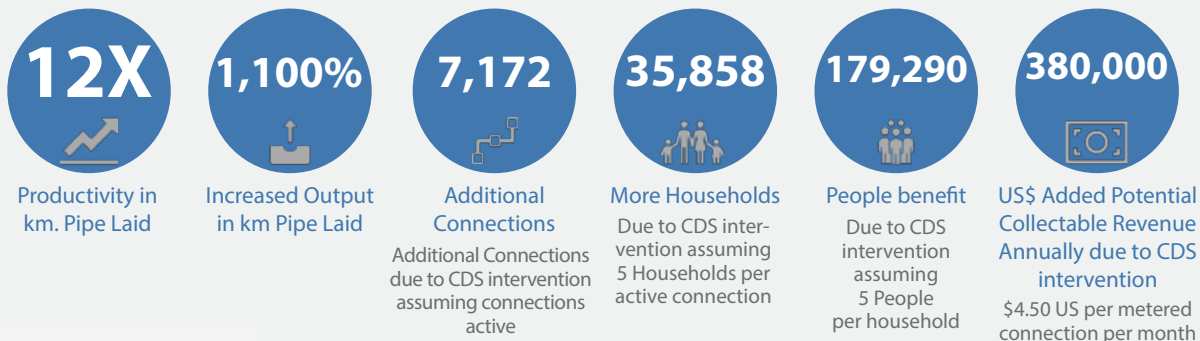 12X
Productivity in
km. Pipe Laid
1,100%
Increased Output
in km Pipe Laid
7,172
Additional
Connections
Additional Connections
due to CDS intervention
assuming connections
active
35,858
More Households
Due to CDS inter-
vention assuming
5 Households per
active connection
179,290
People benefit
Due to CDS
intervention
assuming
5 People
per household
380,000
US$ Added Potential
Collectable Revenue
Annually due to CDS
intervention
$4.50 US per metered
connection per month